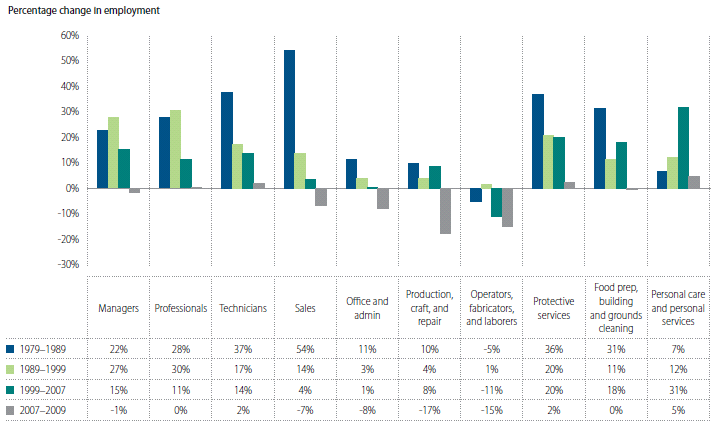 Percentage change in employment
60%
50%
40%
30%
20%
10%
0%
-10%
-20%
-30%
Managers Professionals Technicians Sales Office and admin Production, craft, and repair Operators, fabricators, and laborers Protective services Food prep, building and grounds cleaning Personal care and personal services
1979–1989 22% 28% 37% 54% 11% 10% -5% 36% 31% 7%
1989–1999 27% 30% 17% 14% 3% 4% 1% 20% 11% 12%
1999–2007 15% 11% 14% 4% 1% 8% -11% 20% 18% 31%
2007–2009 -1% 0% 2% -7% -8% -17% -15% 2% 0% 5%